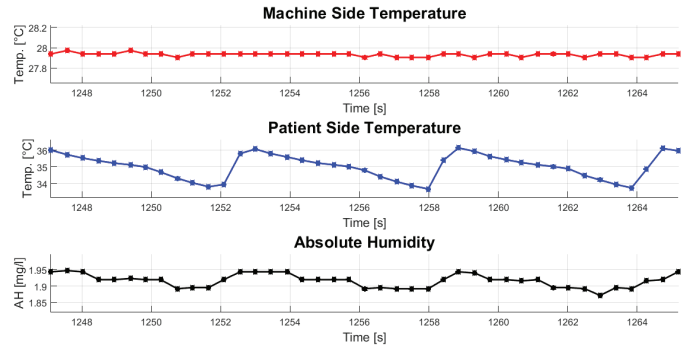 Machine Side Temperature
Temp. [°C]
28.2
28
27.8
1248 1250 1252 1254 1256 1258 1260 1262 1264
Time [s]
Patient Side Temperature
Temp. [°C]
36
35
34
1248 1250 1252 1254 1256 1258 1260 1262 1264
Time [s]
Absolute Humidity
AH [mg/l]
1.95
1.9
1.85
1248 1250 1252 1254 1256 1258 1260 1262 1264
Time [s]